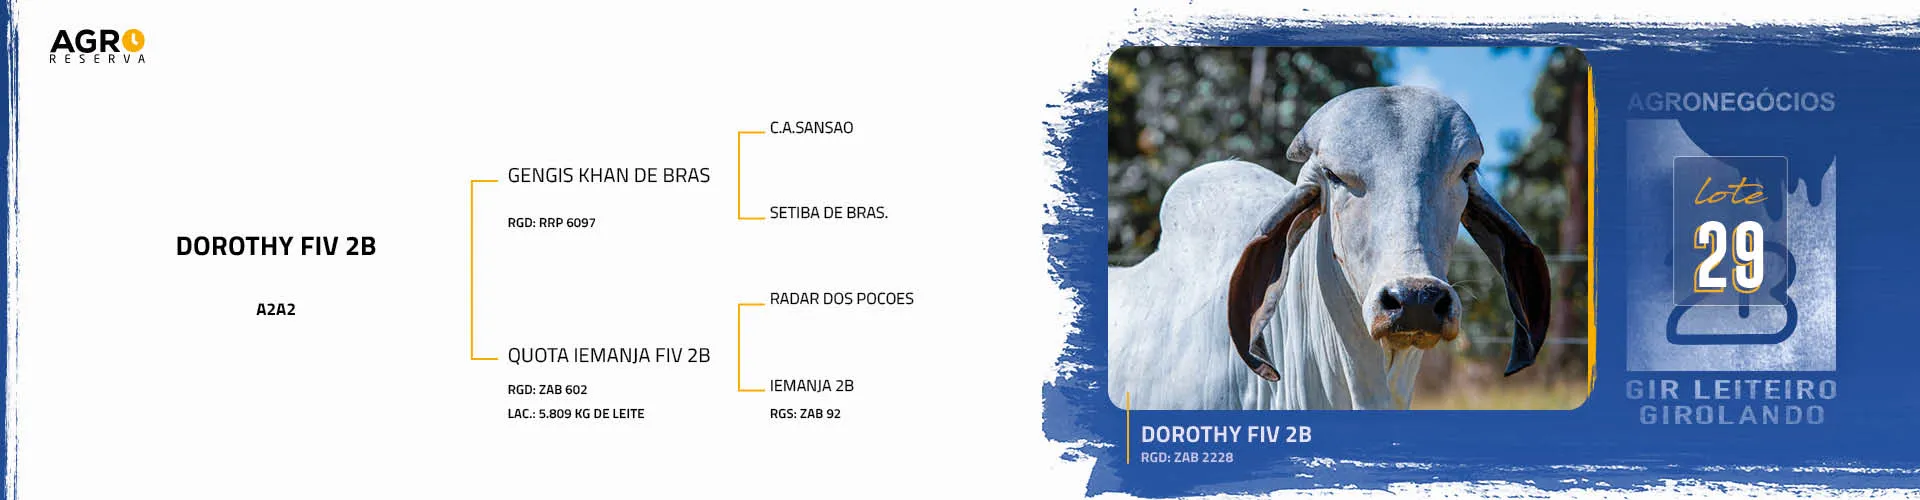 AGRO
RESERVA
DOROTHY FIV 2B
A2A2
GENGIS KHAN DE BRAS
RGD: RRP 6097
QUOTA IEMANJA FIV 2B
RGD: ZAB 602
LAC.: 5.809 KG DE LEITE
C.A.SANSAO
SETIBA DE BRAS.
RADAR DOS POCOES
IEMANJA 2B
RGS: ZAB 92
DOROTHY FIV 2B
RGD: ZAB 2228
AGRONEGÓCIOS
lote
29
2B
GIR LEITEIRO
GIROLANDO